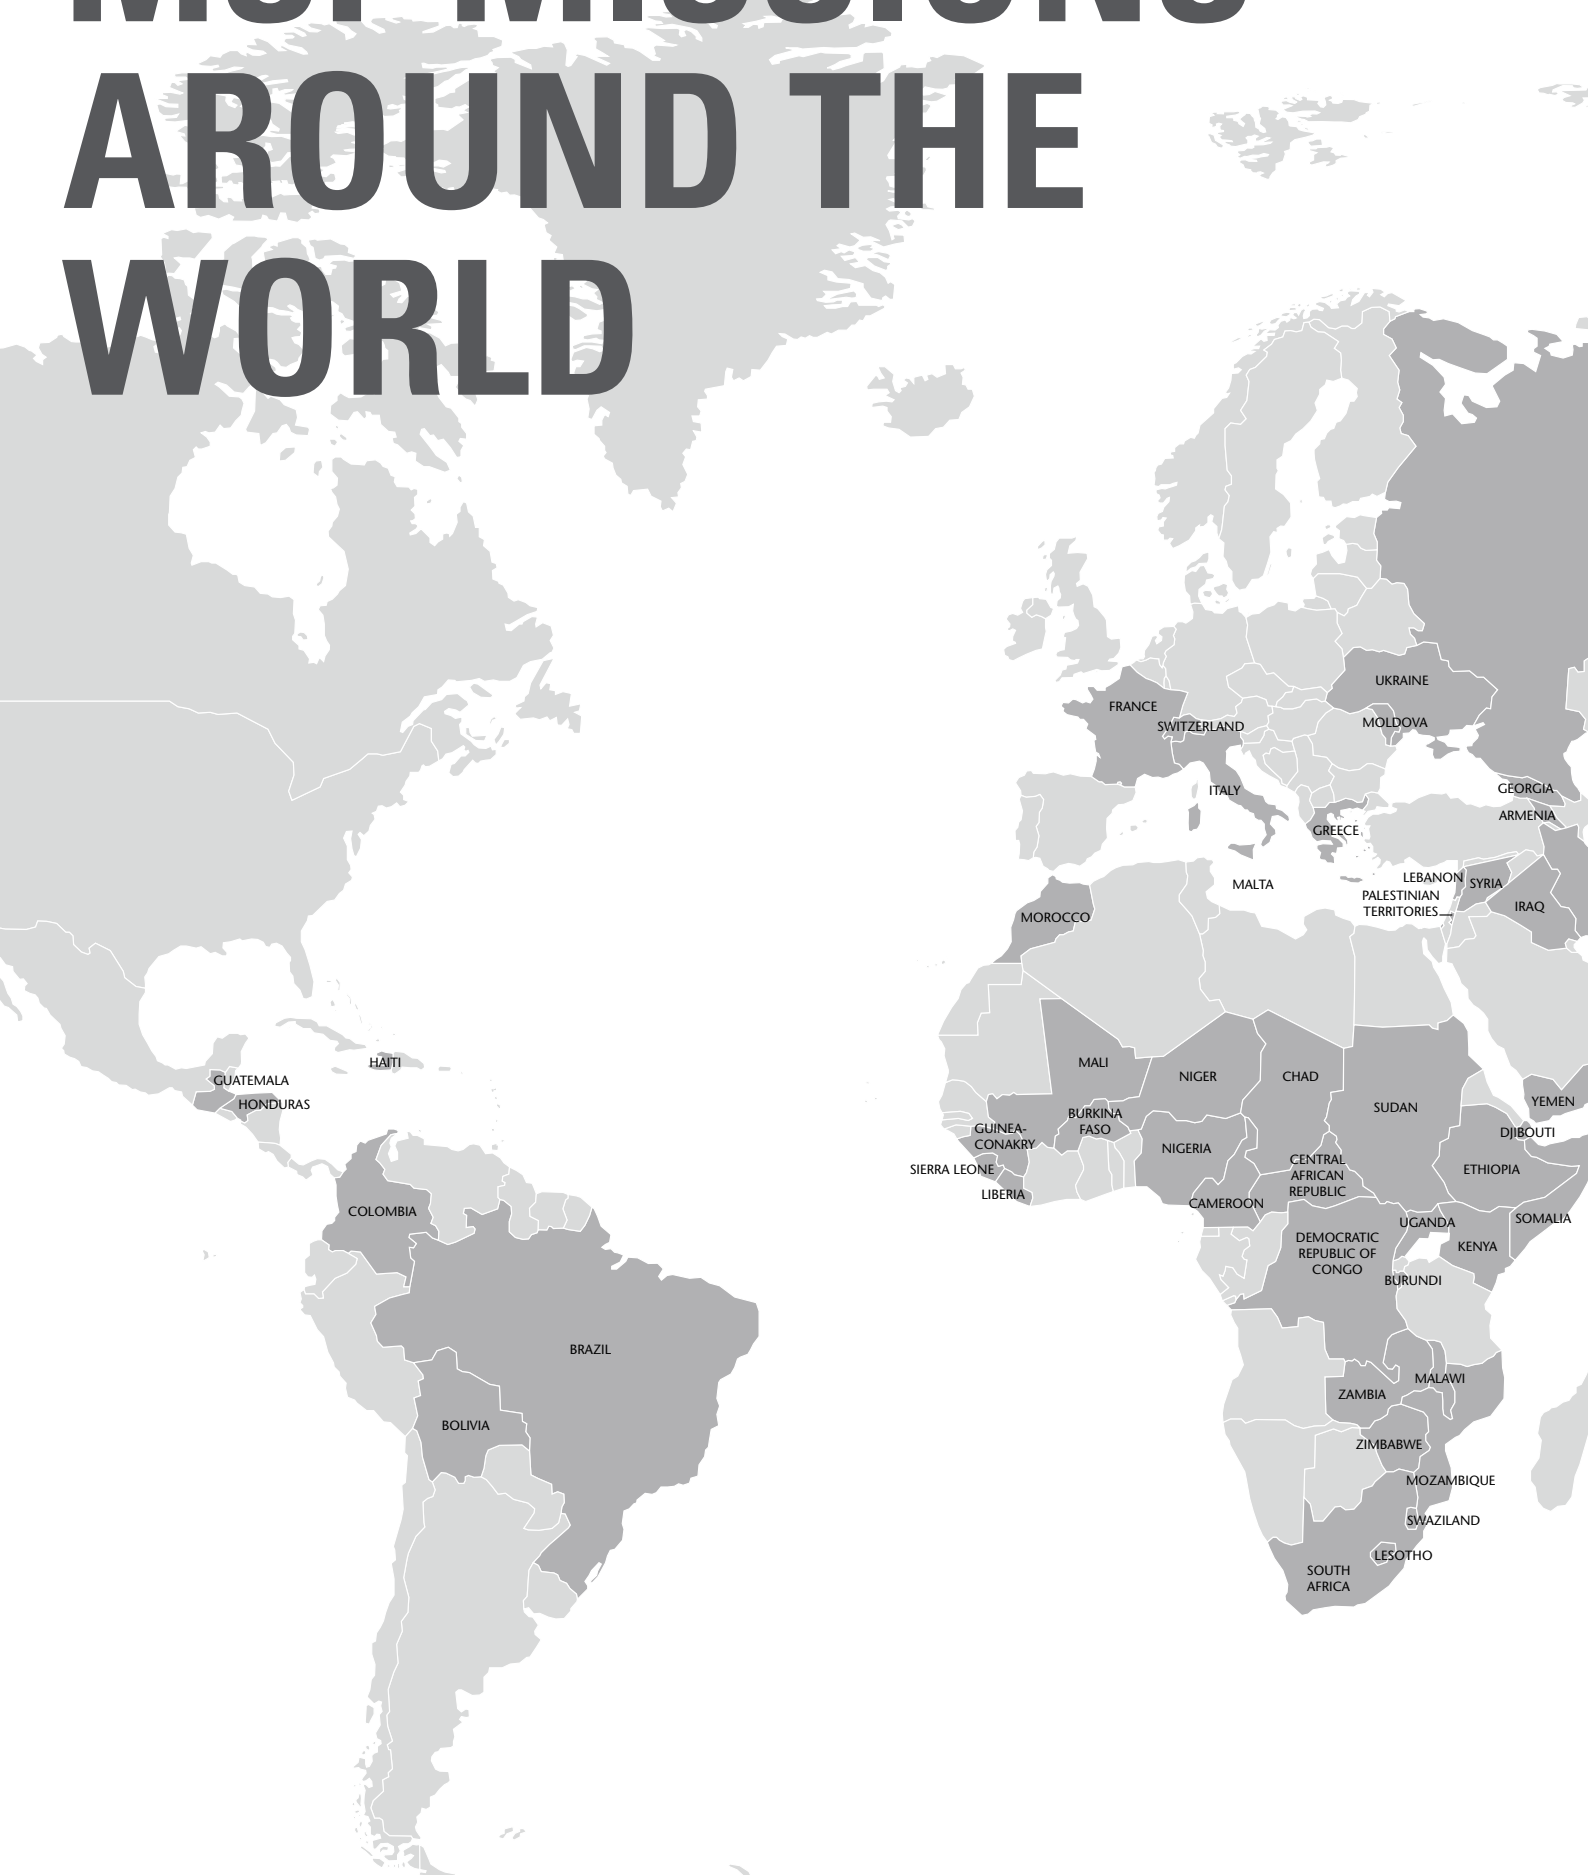 MSF MISSIONS
AROUND THE
WORLD
UKRAINE
FRANCE
SWITZERLAND
MOLDOVA
ITALY
GEORGIA
ARMENIA
GREECE
MALTA
LEBANON
SYRIA
PALESTINIAN
TERRITORIES
IRAQ
MOROCCO
HAITI
GUATEMALA
HONDURAS
MALI
NIGER
CHAD
SUDAN
YEMEN
BURKINA
FASO
GUINEA-
CONAKRY
DJIBOUTI
NIGERIA
SIERRA LEONE
CENTRAL
AFRICAN
REPUBLIC
ETHIOPIA
LIBERIA
CAMEROON
COLOMBIA
UGANDA
SOMALIA
DEMOCRATIC
REPUBLIC OF
CONGO
KENYA
BURUNDI
BRAZIL
MALAWI
ZAMBIA
BOLIVIA
ZIMBABWE
MOZAMBIQUE
SWAZILAND
LESOTHO
SOUTH
AFRICA